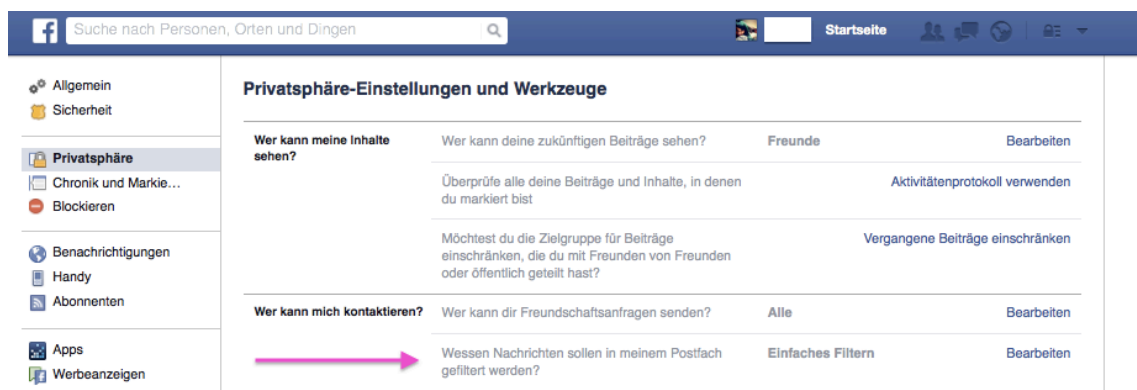 Suche nach Personen, Orten und Dingen
Startseite
Allgemein
Sicherheit
Privatsphäre
Chronik und Markie...
Blockieren
Benachrichtigungen
Handy
Abonnenten
Apps
Werbeanzeigen
Privatsphäre-Einstellungen und Werkzeuge
Wer kann meine Inhalte
sehen?
Wer kann deine zukünftigen Beiträge sehen?
Freunde
Bearbeiten
Überprüfe alle deine Beiträge und Inhalte, in denen
du markiert bist
Aktivitätenprotokoll verwenden
Möchtest du die Zielgruppe für Beiträge
einschränken, die du mit Freunden von Freunden
oder öffentlich geteilt hast?
Vergangene Beiträge einschränken
Wer kann mich kontaktieren?
Wer kann dir Freundschaftsanfragen senden?
Alle
Bearbeiten
Wessen Nachrichten sollen in meinem Postfach
gefiltert werden?
Einfaches Filtern
Bearbeiten